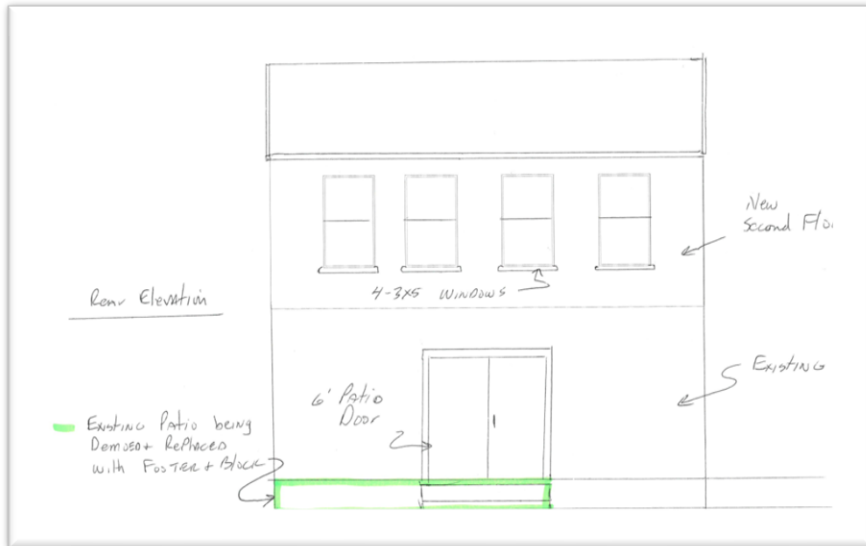 New
Second Flo
4-3x5 WINDOWS
Rear Elevation
6' Patio
Door
Existing
Existing Patio being
Demoed + Replaced
with Foster + Block